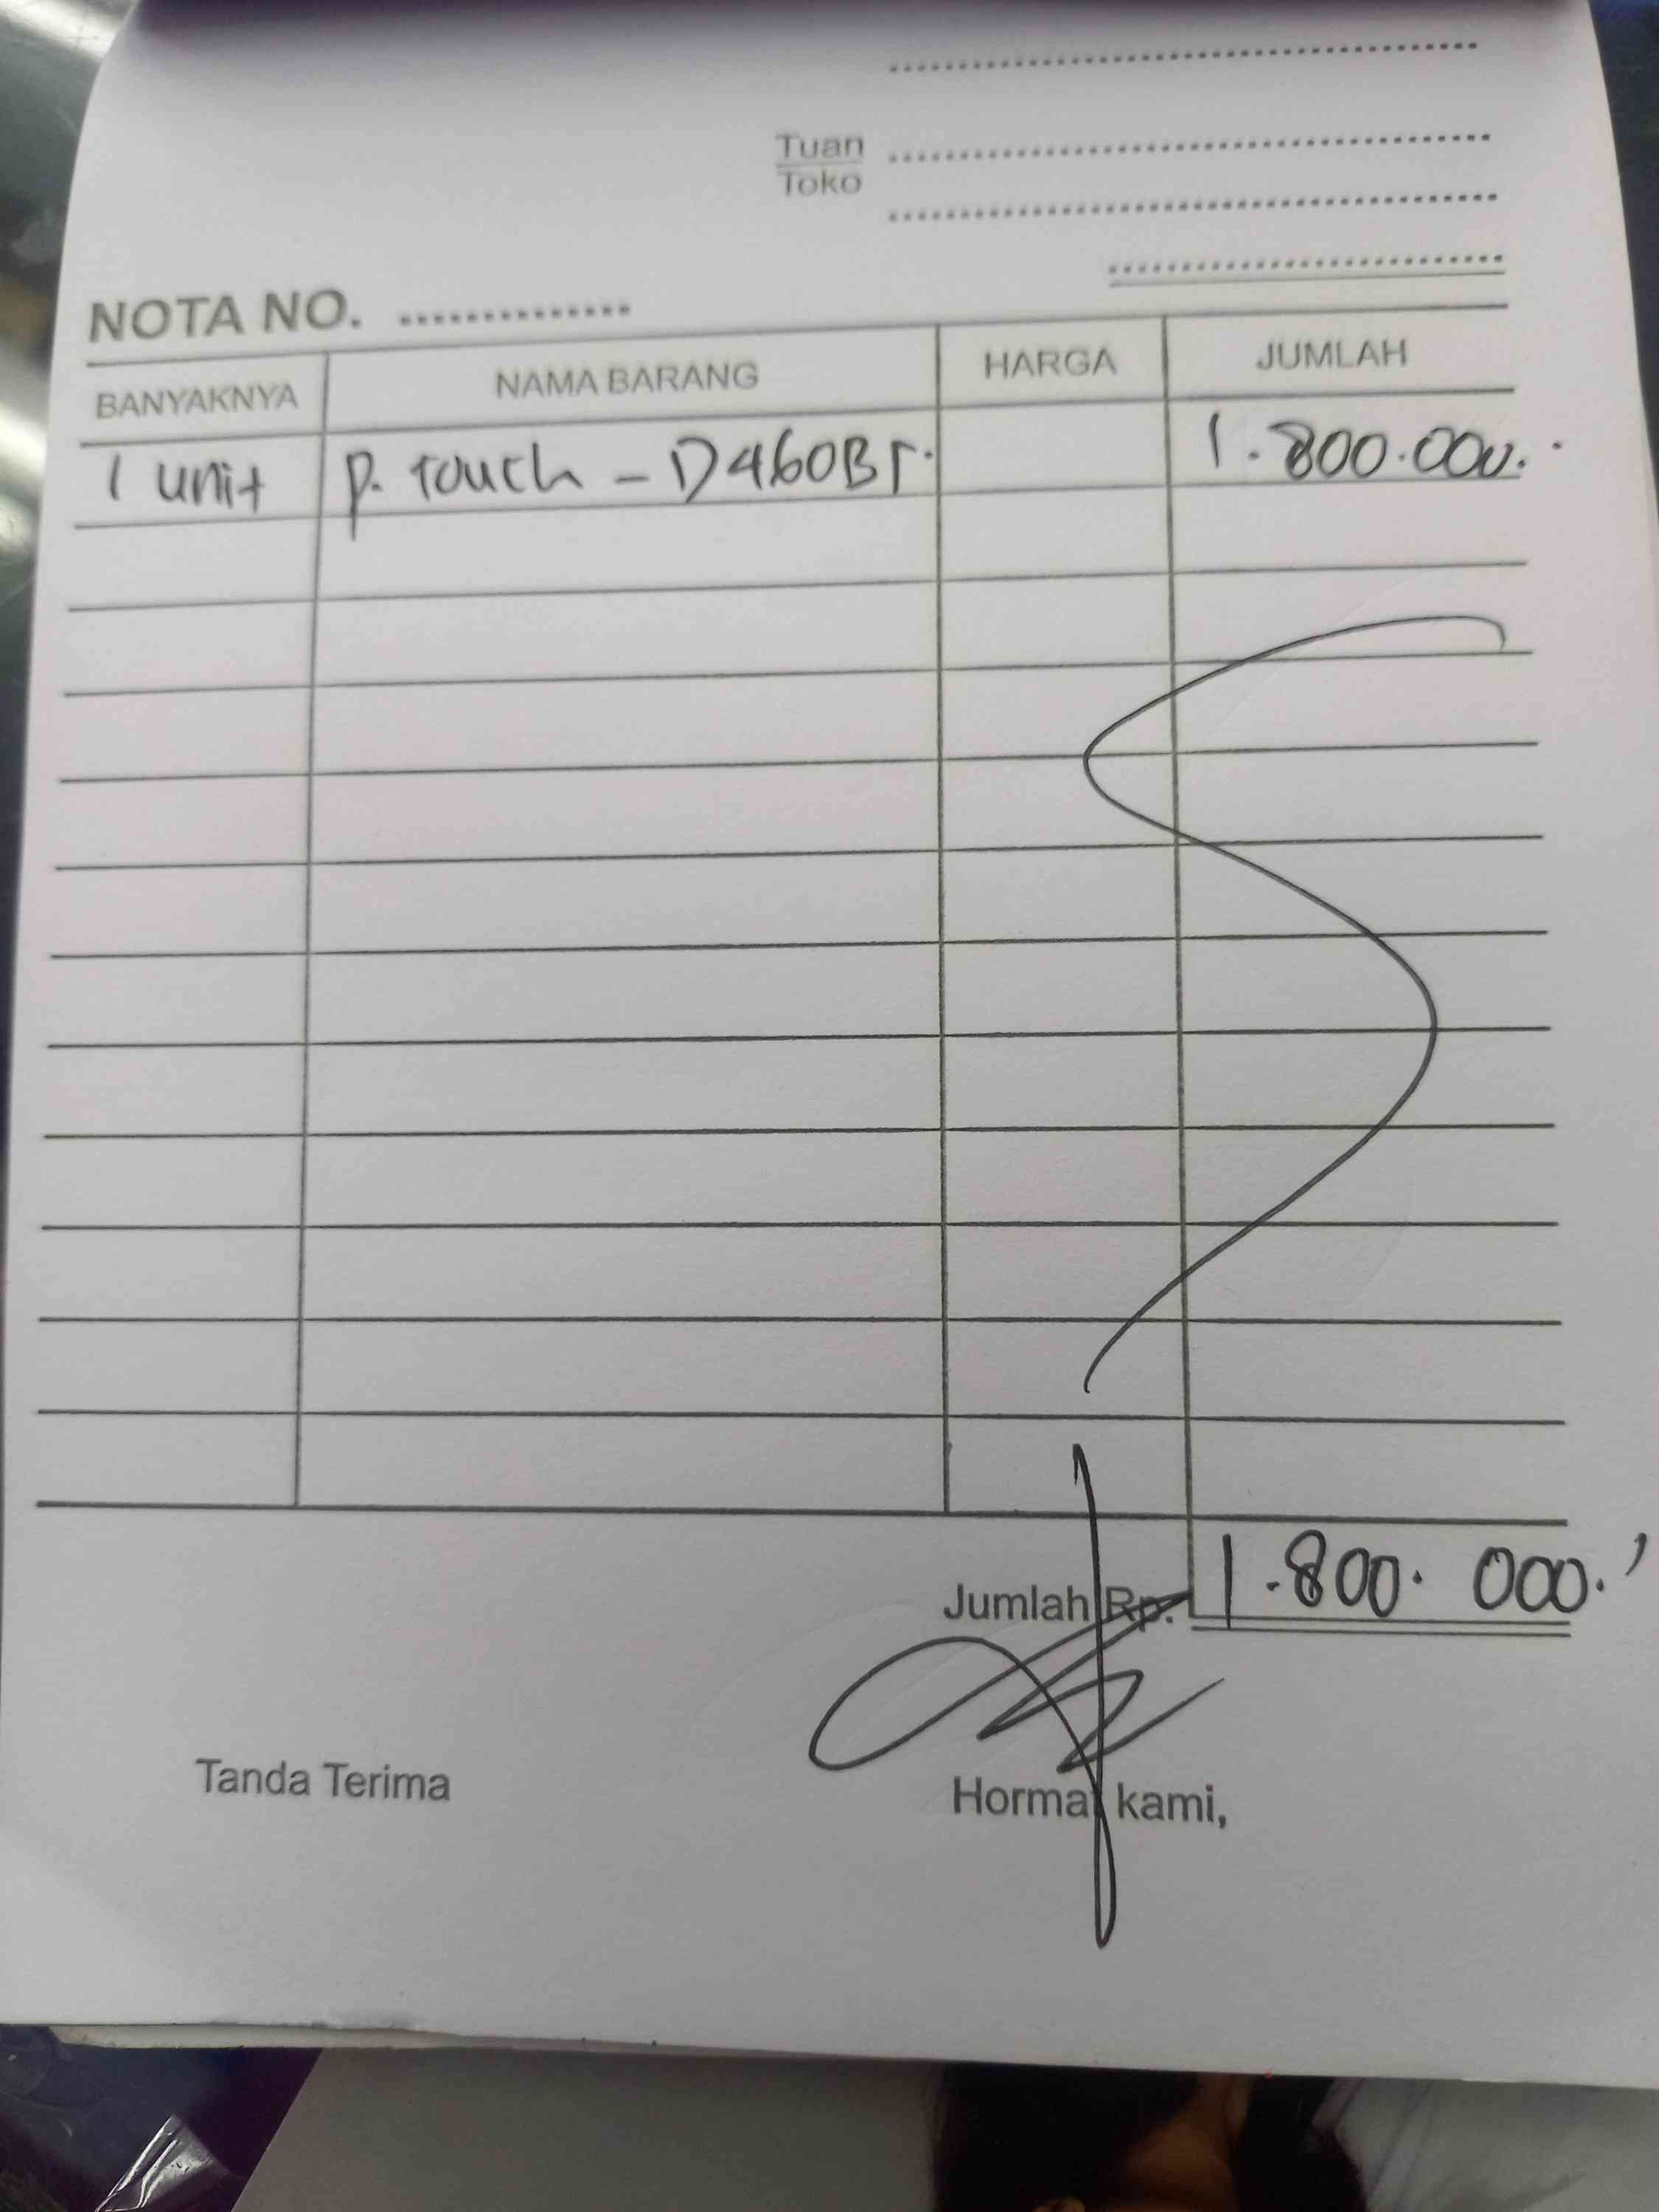 Tuan
Toko
NOTA NO.
BANYAKNYA NAMA BARANG HARGA JUMLAH
1 unit P. touch - D460BT. 1.800.000.
Jumlah Rp. 1.800.000.
Tanda Terima Hormat kami,